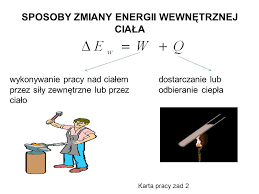 SPOSOBY ZMIANY ENERGII WEWNĘTRZNEJ
CIAŁA
Δ E w = W + Q
wykonywanie pracy nad ciałem
przez siły zewnętrzne lub przez
ciało
dostarczanie lub
odbieranie ciepła
Karta pracy zad 2